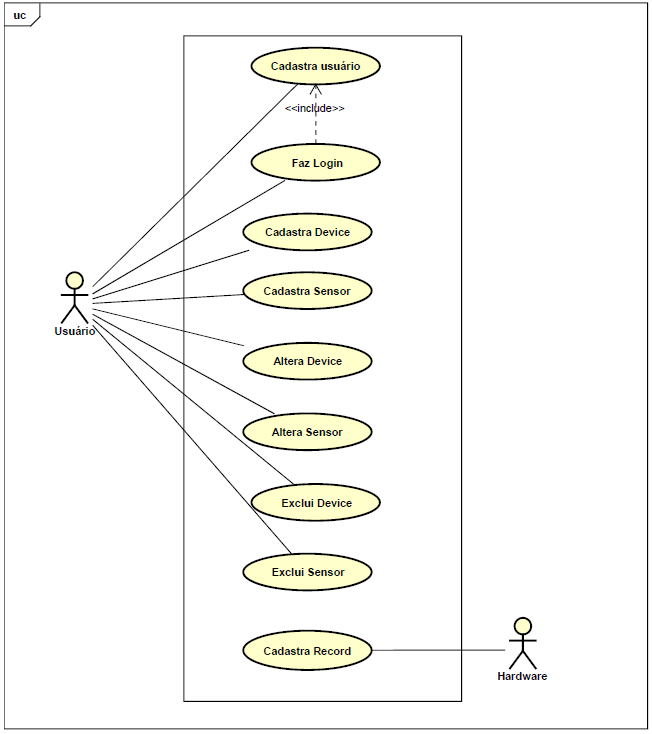 uc
Cadastra usuário
<<include>>
Faz Login
Cadastra Device
Cadastra Sensor
Usuário
Altera Device
Altera Sensor
Exclui Device
Exclui Sensor
Cadastra Record
Hardware